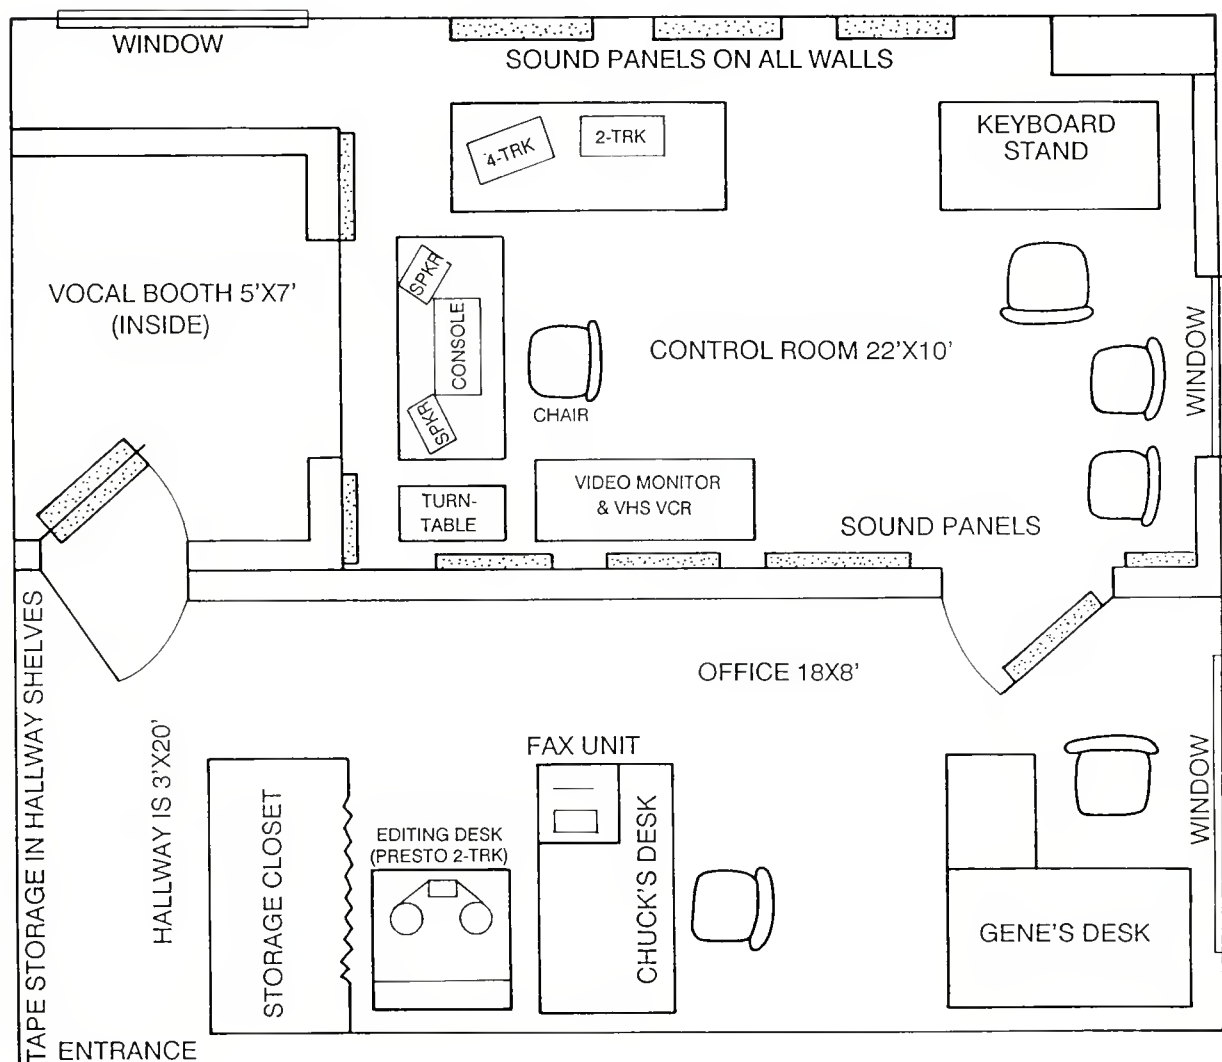 WINDOW
SOUND PANELS ON ALL WALLS
4-TRK
2-TRK
KEYBOARD
STAND
VOCAL BOOTH 5'X7'
(INSIDE)
SPKR
CONSOLE
SPKR
CHAIR
CONTROL ROOM 22'X10'
WINDOW
TURN-
TABLE
VIDEO MONITOR
& VHS VCR
SOUND PANELS
TAPE STORAGE IN HALLWAY SHELVES
HALLWAY IS 3'X20'
OFFICE 18X8'
STORAGE CLOSET
EDITING DESK
(PRESTO 2-TRK)
FAX UNIT
CHUCK'S DESK
GENE'S DESK
WINDOW
ENTRANCE